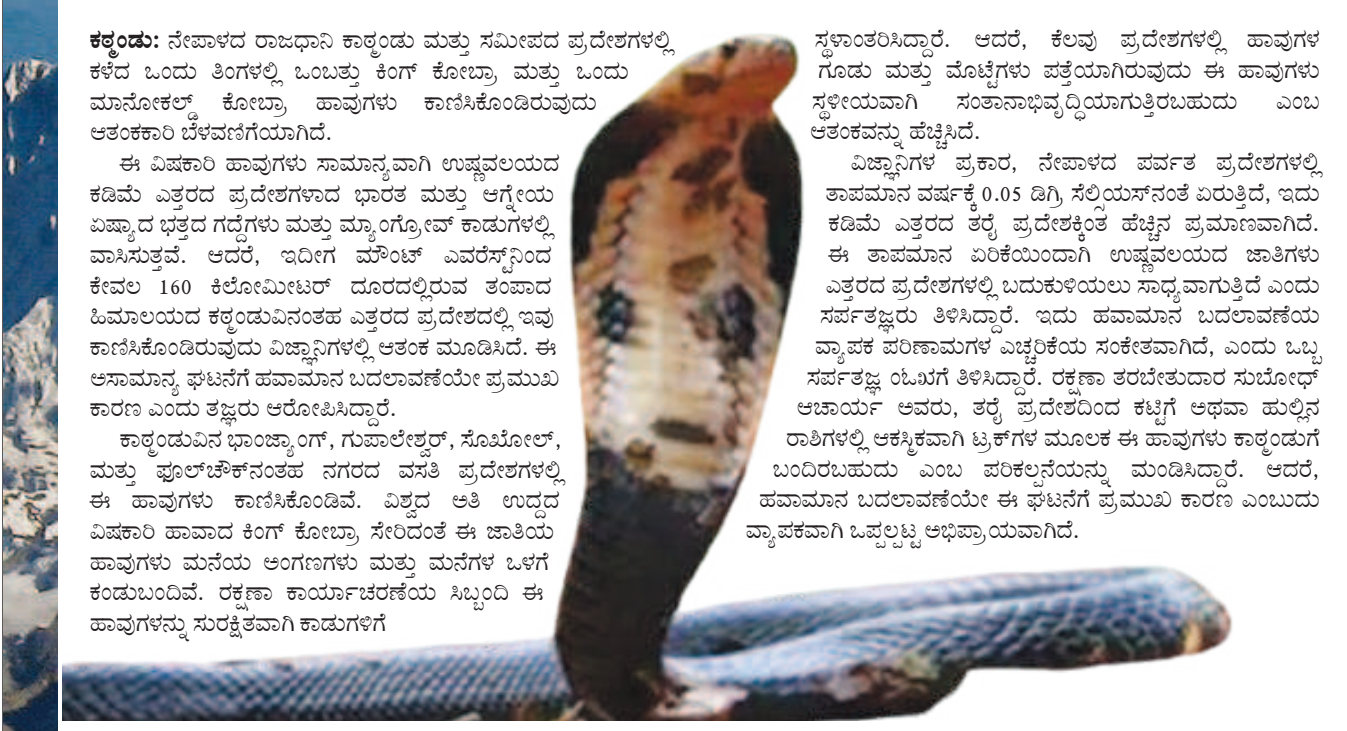 ಕಠ್ಮಂಡು: ನೇಪಾಳದ ರಾಜಧಾನಿ ಕಾಠ್ಮಂಡು ಮತ್ತು ಸಮೀಪದ ಪ್ರದೇಶಗಳಲ್ಲಿ
ಕಳೆದ ಒಂದು ತಿಂಗಳಲ್ಲಿ ಒಂಬತ್ತು ಕಿಂಗ್ ಕೋಬ್ರಾ ಮತ್ತು ಒಂದು
ಮಾನೋಕಲ್ಡ್ ಕೋಬ್ರಾ ಹಾವುಗಳು ಕಾಣಿಸಿಕೊಂಡಿರುವುದು
ಆತಂಕಕಾರಿ ಬೆಳವಣಿಗೆಯಾಗಿದೆ.
ಈ ವಿಷಕಾರಿ ಹಾವುಗಳು ಸಾಮಾನ್ಯವಾಗಿ ಉಷ್ಣವಲಯದ
ಕಡಿಮೆ ಎತ್ತರದ ಪ್ರದೇಶಗಳಾದ ಭಾರತ ಮತ್ತು ಆಗ್ನೇಯ
ಏಷ್ಯಾದ ಭತ್ತದ ಗದ್ದೆಗಳು ಮತ್ತು ಮ್ಯಾಂಗ್ರೋವ್ ಕಾಡುಗಳಲ್ಲಿ
ವಾಸಿಸುತ್ತವೆ. ಆದರೆ, ಇದೀಗ ಮೌಂಟ್ ಎವರೆಸ್ಟ್‌ನಿಂದ
ಕೇವಲ 160 ಕಿಲೋಮೀಟರ್ ದೂರದಲ್ಲಿರುವ ತಂಪಾದ
ಹಿಮಾಲಯದ ಕಠ್ಮಂಡುವಿನಂತಹ ಎತ್ತರದ ಪ್ರದೇಶದಲ್ಲಿ ಇವು
ಕಾಣಿಸಿಕೊಂಡಿರುವುದು ವಿಜ್ಞಾನಿಗಳಲ್ಲಿ ಆತಂಕ ಮೂಡಿಸಿದೆ. ಈ
ಅಸಾಮಾನ್ಯ ಘಟನೆಗೆ ಹವಾಮಾನ ಬದಲಾವಣೆಯೇ ಪ್ರಮುಖ
ಕಾರಣ ಎಂದು ತಜ್ಞರು ಆರೋಪಿಸಿದ್ದಾರೆ.
ಕಾಠ್ಮಂಡುವಿನ ಭಾಂಜ್ಯಾಂಗ್, ಗುಪಾಲೇಶ್ವರ್, ಸೊಖೋಲ್,
ಮತ್ತು ಫೂಲ್‌ಚೌಕ್‌ನಂತಹ ನಗರದ ವಸತಿ ಪ್ರದೇಶಗಳಲ್ಲಿ
ಈ ಹಾವುಗಳು ಕಾಣಿಸಿಕೊಂಡಿವೆ. ವಿಶ್ವದ ಅತಿ ಉದ್ದದ
ವಿಷಕಾರಿ ಹಾವಾದ ಕಿಂಗ್ ಕೋಬ್ರಾ ಸೇರಿದಂತೆ ಈ ಜಾತಿಯ
ಹಾವುಗಳು ಮನೆಯ ಅಂಗಣಗಳು ಮತ್ತು ಮನೆಗಳ ಒಳಗೆ
ಕಂಡುಬಂದಿವೆ. ರಕ್ಷಣಾ ಕಾರ್ಯಾಚರಣೆಯ ಸಿಬ್ಬಂದಿ ಈ
ಹಾವುಗಳನ್ನು ಸುರಕ್ಷಿತವಾಗಿ ಕಾಡುಗಳಿಗೆ
ಸ್ಥಳಾಂತರಿಸಿದ್ದಾರೆ. ಆದರೆ, ಕೆಲವು ಪ್ರದೇಶಗಳಲ್ಲಿ ಹಾವುಗಳ
ಗೂಡು ಮತ್ತು ಮೊಟ್ಟೆಗಳು ಪತ್ತೆಯಾಗಿರುವುದು ಈ ಹಾವುಗಳು
ಸ್ಥಳೀಯವಾಗಿ ಸಂತಾನಾಭಿವೃದ್ಧಿಯಾಗುತ್ತಿರಬಹುದು ಎಂಬ
ಆತಂಕವನ್ನು ಹೆಚ್ಚಿಸಿದೆ.
ವಿಜ್ಞಾನಿಗಳ ಪ್ರಕಾರ, ನೇಪಾಳದ ಪರ್ವತ ಪ್ರದೇಶಗಳಲ್ಲಿ
ತಾಪಮಾನ ವರ್ಷಕ್ಕೆ 0.05 ಡಿಗ್ರಿ ಸೆಲ್ಸಿಯಸ್‌ನಂತೆ ಏರುತ್ತಿದೆ, ಇದು
ಕಡಿಮೆ ಎತ್ತರದ ತರೈ ಪ್ರದೇಶಕ್ಕಿಂತ ಹೆಚ್ಚಿನ ಪ್ರಮಾಣವಾಗಿದೆ.
ಈ ತಾಪಮಾನ ಏರಿಕೆಯಿಂದಾಗಿ ಉಷ್ಣವಲಯದ ಜಾತಿಗಳು
ಎತ್ತರದ ಪ್ರದೇಶಗಳಲ್ಲಿ ಬದುಕುಳಿಯಲು ಸಾಧ್ಯವಾಗುತ್ತಿದೆ ಎಂದು
ಸರ್ಪತಜ್ಞರು ತಿಳಿಸಿದ್ದಾರೆ. ಇದು ಹವಾಮಾನ ಬದಲಾವಣೆಯ
ವ್ಯಾಪಕ ಪರಿಣಾಮಗಳ ಎಚ್ಚರಿಕೆಯ ಸಂಕೇತವಾಗಿದೆ, ಎಂದು ಒಬ್ಬ
ಸರ್ಪತಜ್ಞ ಂಓಖಗೆ ತಿಳಿಸಿದ್ದಾರೆ. ರಕ್ಷಣಾ ತರಬೇತುದಾರ ಸುಬೋಧ್
ಆಚಾರ್ಯ ಅವರು, ತರೈ ಪ್ರದೇಶದಿಂದ ಕಟ್ಟಿಗೆ ಅಥವಾ ಹುಲ್ಲಿನ
ರಾಶಿಗಳಲ್ಲಿ ಆಕಸ್ಮಿಕವಾಗಿ ಟ್ರಕ್‌ಗಳ ಮೂಲಕ ಈ ಹಾವುಗಳು ಕಾಠ್ಮಂಡುಗೆ
ಬಂದಿರಬಹುದು ಎಂಬ ಪರಿಕಲ್ಪನೆಯನ್ನು ಮಂಡಿಸಿದ್ದಾರೆ. ಆದರೆ,
ಹವಾಮಾನ ಬದಲಾವಣೆಯೇ ಈ ಘಟನೆಗೆ ಪ್ರಮುಖ ಕಾರಣ ಎಂಬುದು
ವ್ಯಾಪಕವಾಗಿ ಒಪ್ಪಲ್ಪಟ್ಟ ಅಭಿಪ್ರಾಯವಾಗಿದೆ.